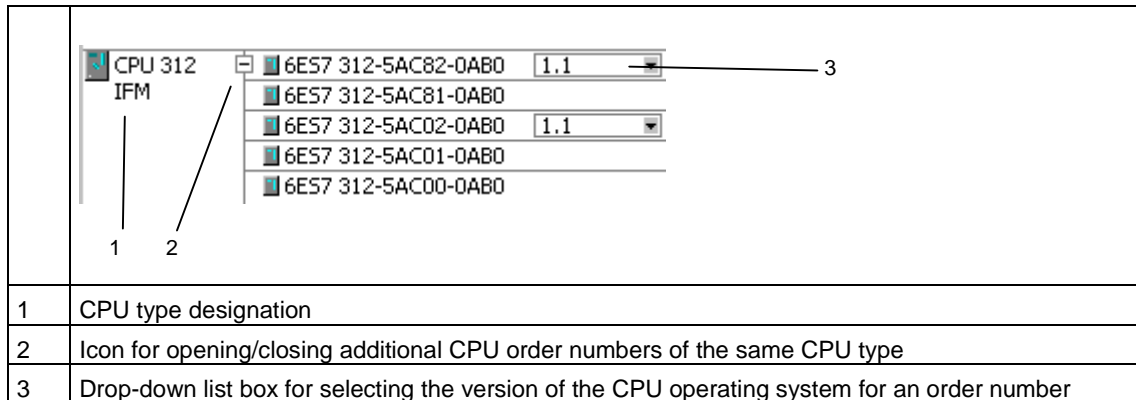 CPU 312 6ES7 312-5AC82-0AB0 1.1 3
IFM 6ES7 312-5AC81-0AB0
6ES7 312-5AC02-0AB0 1.1
6ES7 312-5AC01-0AB0
6ES7 312-5AC00-0AB0
1 2
1 CPU type designation
2 Icon for opening/closing additional CPU order numbers of the same CPU type
3 Drop-down list box for selecting the version of the CPU operating system for an order number